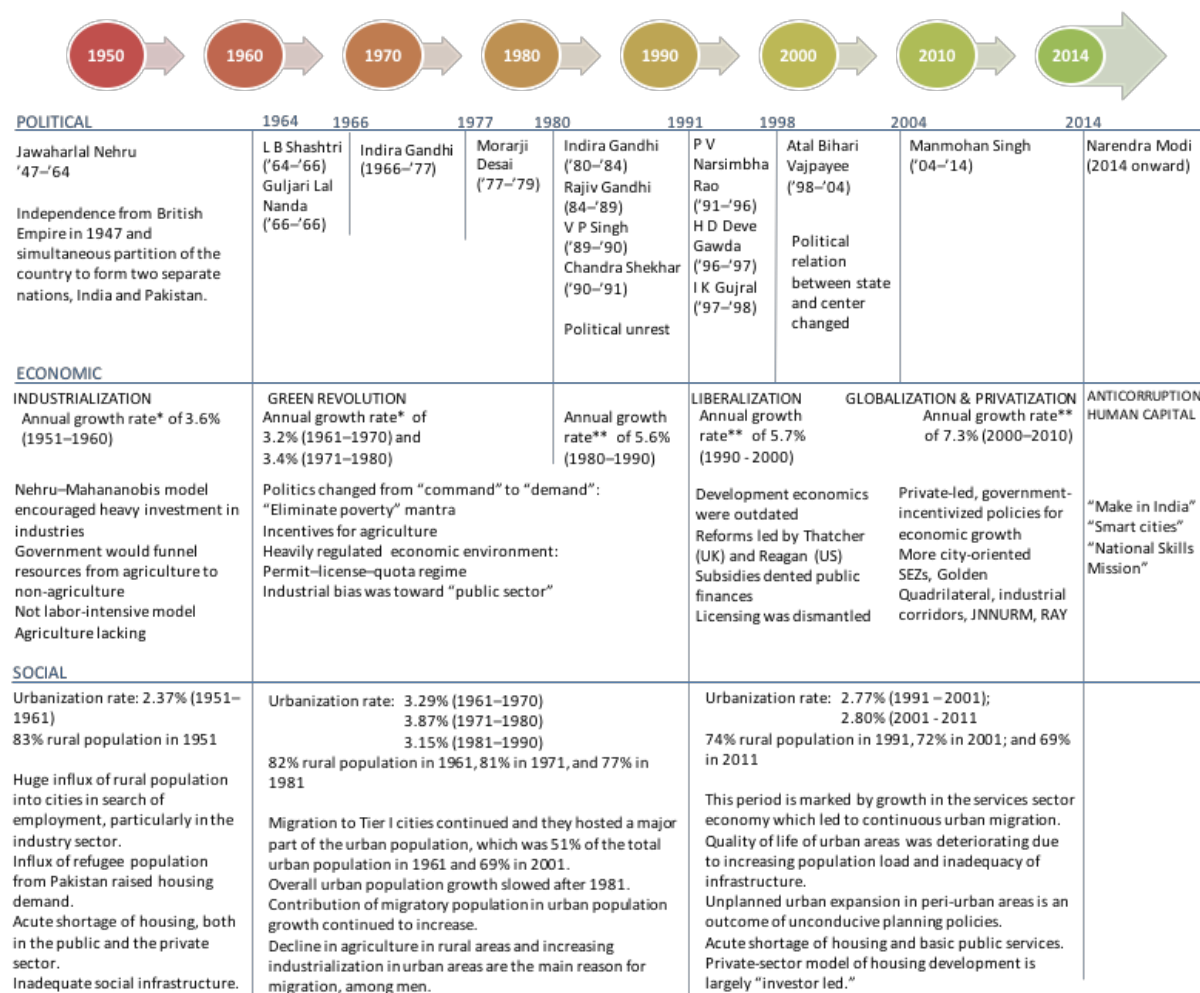 1950
1960
1970
1980
1990
2000
2010
2014
POLITICAL
1964
1966
1977
1980
1991
1998
2004
2014
Jawaharlal Nehru
‘47–‘64
Independence from British
Empire in 1947 and
simultaneous partition of the
country to form two separate
nations, India and Pakistan.
L B Shashtri
(‘64–‘66)
Guljari Lal
Nanda
(‘66–‘66)
Indira Gandhi
(1966–‘77)
Morarji
Desai
(‘77–‘79)
Indira Gandhi
(‘80–‘84)
Rajiv Gandhi
(84–‘89)
V P Singh
(‘89–‘90)
Chandra Shekhar
(‘90–‘91)
Political unrest
P V
Narsimbha
Rao
(‘91–‘96)
H D Deve
Gawda
(‘96–‘97)
I K Gujral
(‘97–‘98)
Atal Bihari
Vajpayee
(‘98–‘04)
Political
relation
between state
and center
changed
Manmohan Singh
(‘04–‘14)
Narendra Modi
(2014 onward)
ECONOMIC
INDUSTRIALIZATION
Annual growth rate* of 3.6%
(1951–1960)
Nehru–Mahananobis model
encouraged heavy investment in
industries
Government would funnel
resources from agriculture to
non-agriculture
Not labor-intensive model
Agriculture lacking
GREEN REVOLUTION
Annual growth rate* of
3.2% (1961–1970) and
3.4% (1971–1980)
Annual growth
rate** of 5.6%
(1980–1990)
Politics changed from “command” to “demand”:
“Eliminate poverty” mantra
Incentives for agriculture
Heavily regulated economic environment:
Permit–license–quota regime
Industrial bias was toward “public sector”
LIBERALIZATION
Annual growth
rate** of 5.7%
(1990 - 2000)
Development economics
were outdated
Reforms led by Thatcher
(UK) and Reagan (US)
Subsidies dented public
finances
Licensing was dismantled
GLOBALIZATION & PRIVATIZATION
Annual growth rate**
of 7.3% (2000–2010)
Private-led, government-
incentivized policies for
economic growth
More city-oriented
SEZs, Golden
Quadrilateral, industrial
corridors, JNNURM, RAY
ANTICORRUPTION
HUMAN CAPITAL
“Make in India”
“Smart cities”
“National Skills
Mission”
SOCIAL
Urbanization rate: 2.37% (1951–
1961)
83% rural population in 1951
Huge influx of rural population
into cities in search of
employment, particularly in the
industry sector.
Influx of refugee population
from Pakistan raised housing
demand.
Acute shortage of housing, both
in the public and the private
sector.
Inadequate social infrastructure.
Urbanization rate: 3.29% (1961–1970)
3.87% (1971–1980)
3.15% (1981–1990)
82% rural population in 1961, 81% in 1971, and 77% in
1981
Migration to Tier I cities continued and they hosted a major
part of the urban population, which was 51% of the total
urban population in 1961 and 69% in 2001.
Overall urban population growth slowed after 1981.
Contribution of migratory population in urban population
growth continued to increase.
Decline in agriculture in rural areas and increasing
industrialization in urban areas are the main reason for
migration, among men.
Urbanization rate: 2.77% (1991 – 2001);
2.80% (2001 - 2011
74% rural population in 1991, 72% in 2001; and 69%
in 2011
This period is marked by growth in the services sector
economy which led to continuous urban migration.
Quality of life of urban areas was deteriorating due
to increasing population load and inadequacy of
infrastructure.
Unplanned urban expansion in peri-urban areas is an
outcome of unconducive planning policies.
Acute shortage of housing and basic public services.
Private-sector model of housing development is
largely “investor led.”